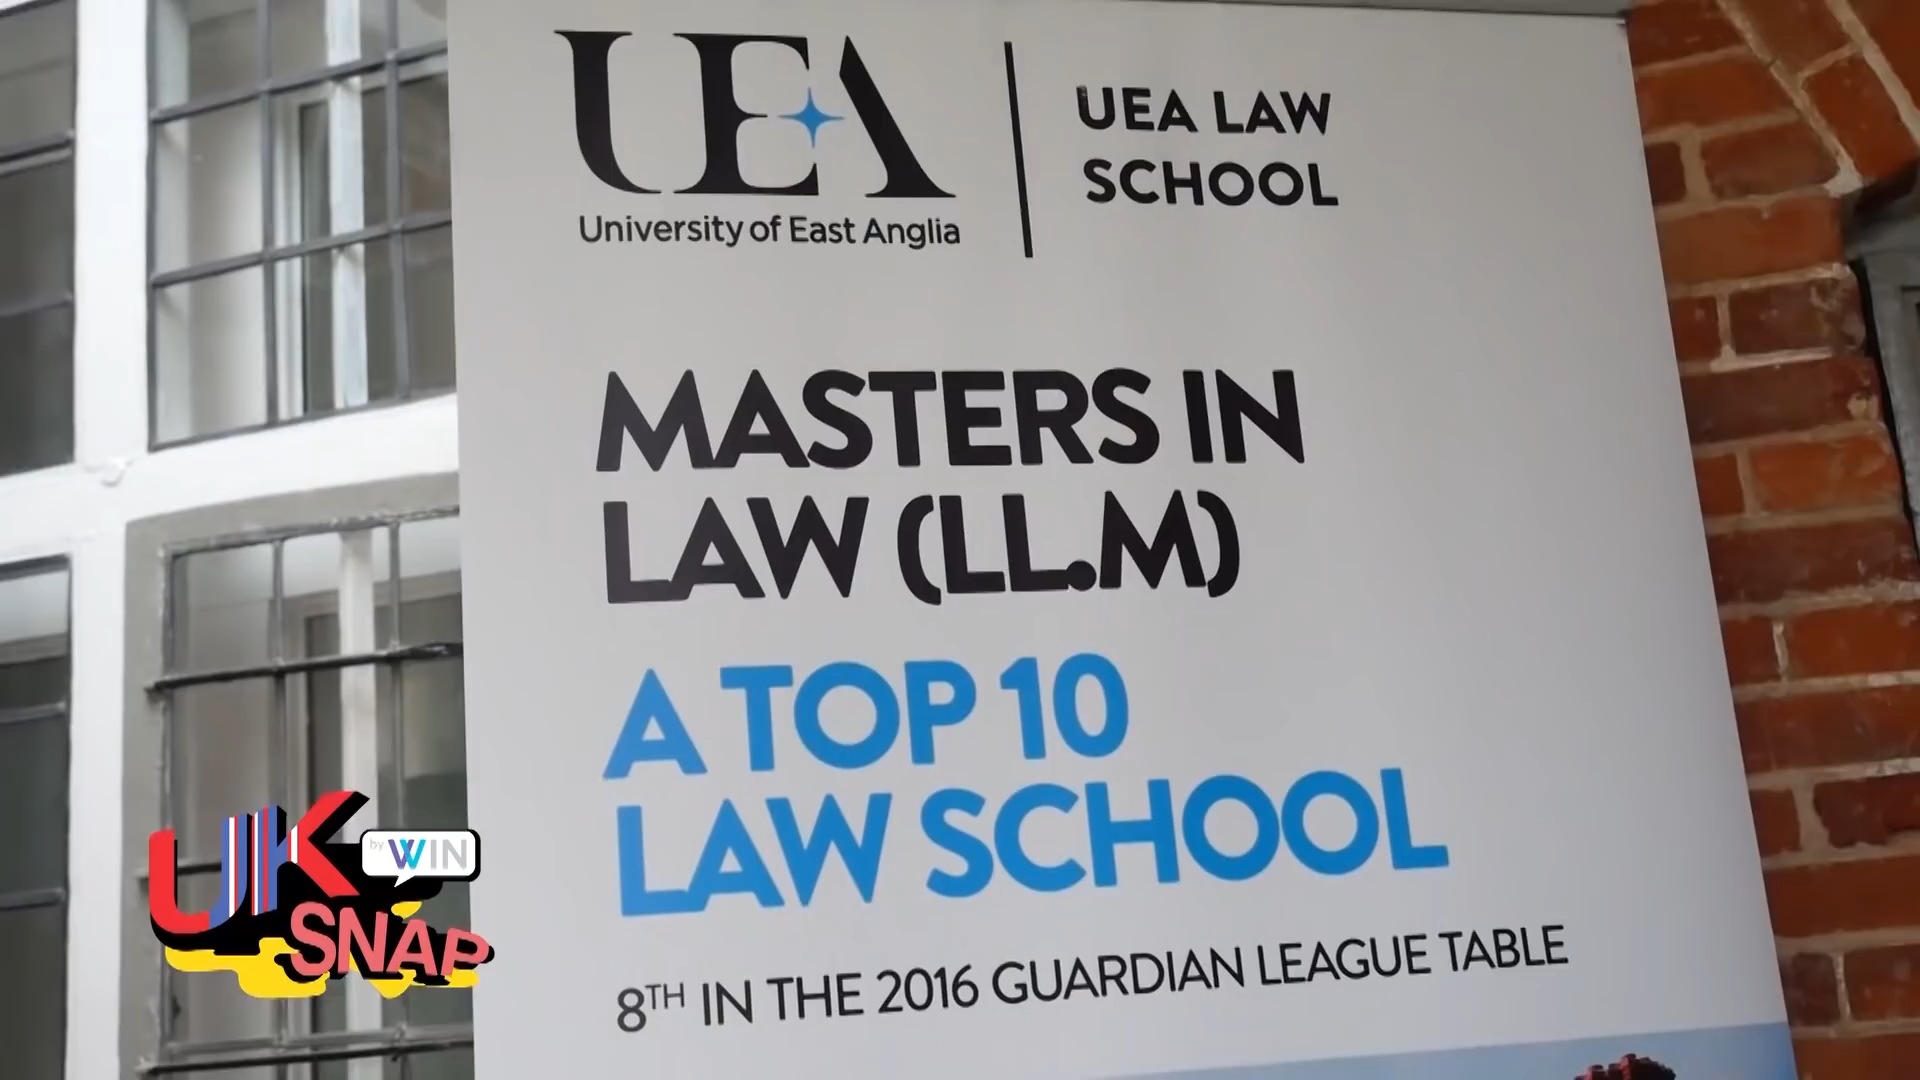 UEA
University of East Anglia
UEA LAW
SCHOOL
MASTERS IN
LAW (LL.M)
A TOP 10
LAW SCHOOL
8TH IN THE 2016 GUARDIAN LEAGUE TABLE
UK
by WIN
SNAP